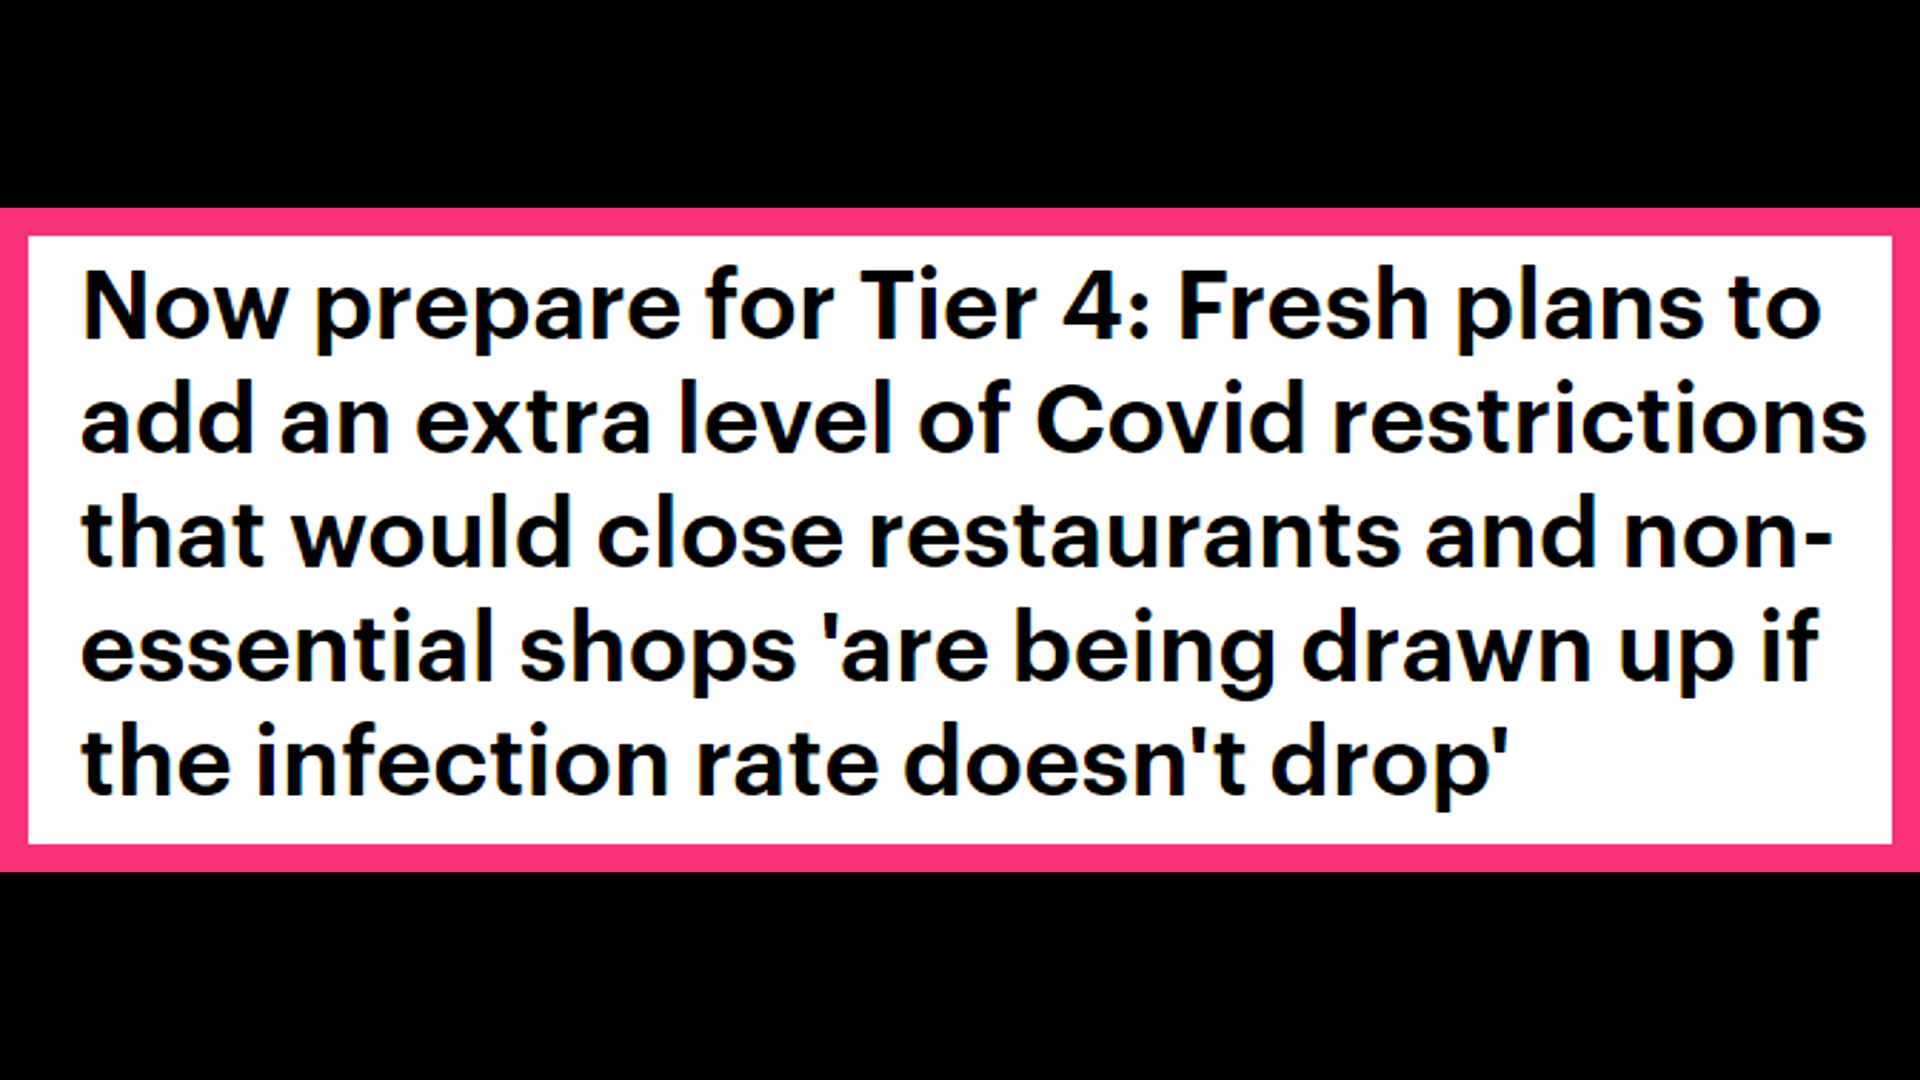 Now prepare for Tier 4: Fresh plans to
add an extra level of Covid restrictions
that would close restaurants and non-
essential shops 'are being drawn up if
the infection rate doesn't drop'